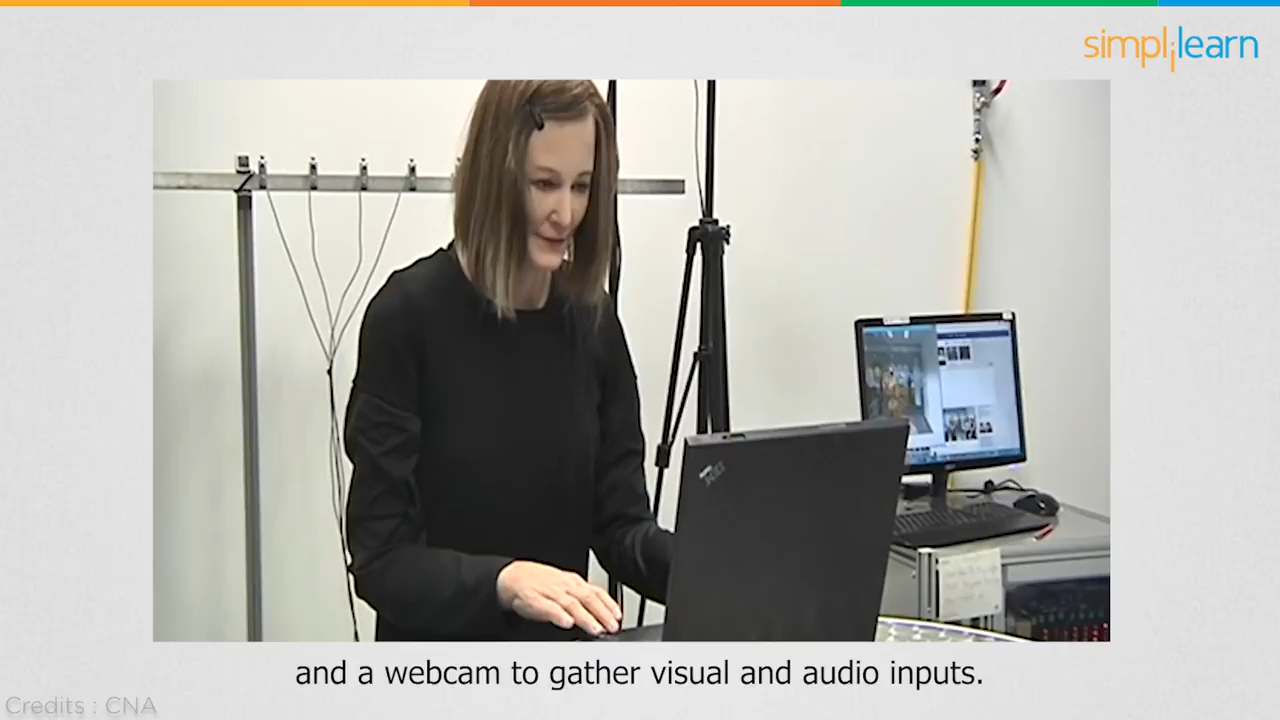 simplilearn
and a webcam to gather visual and audio inputs.
Credits : CNA